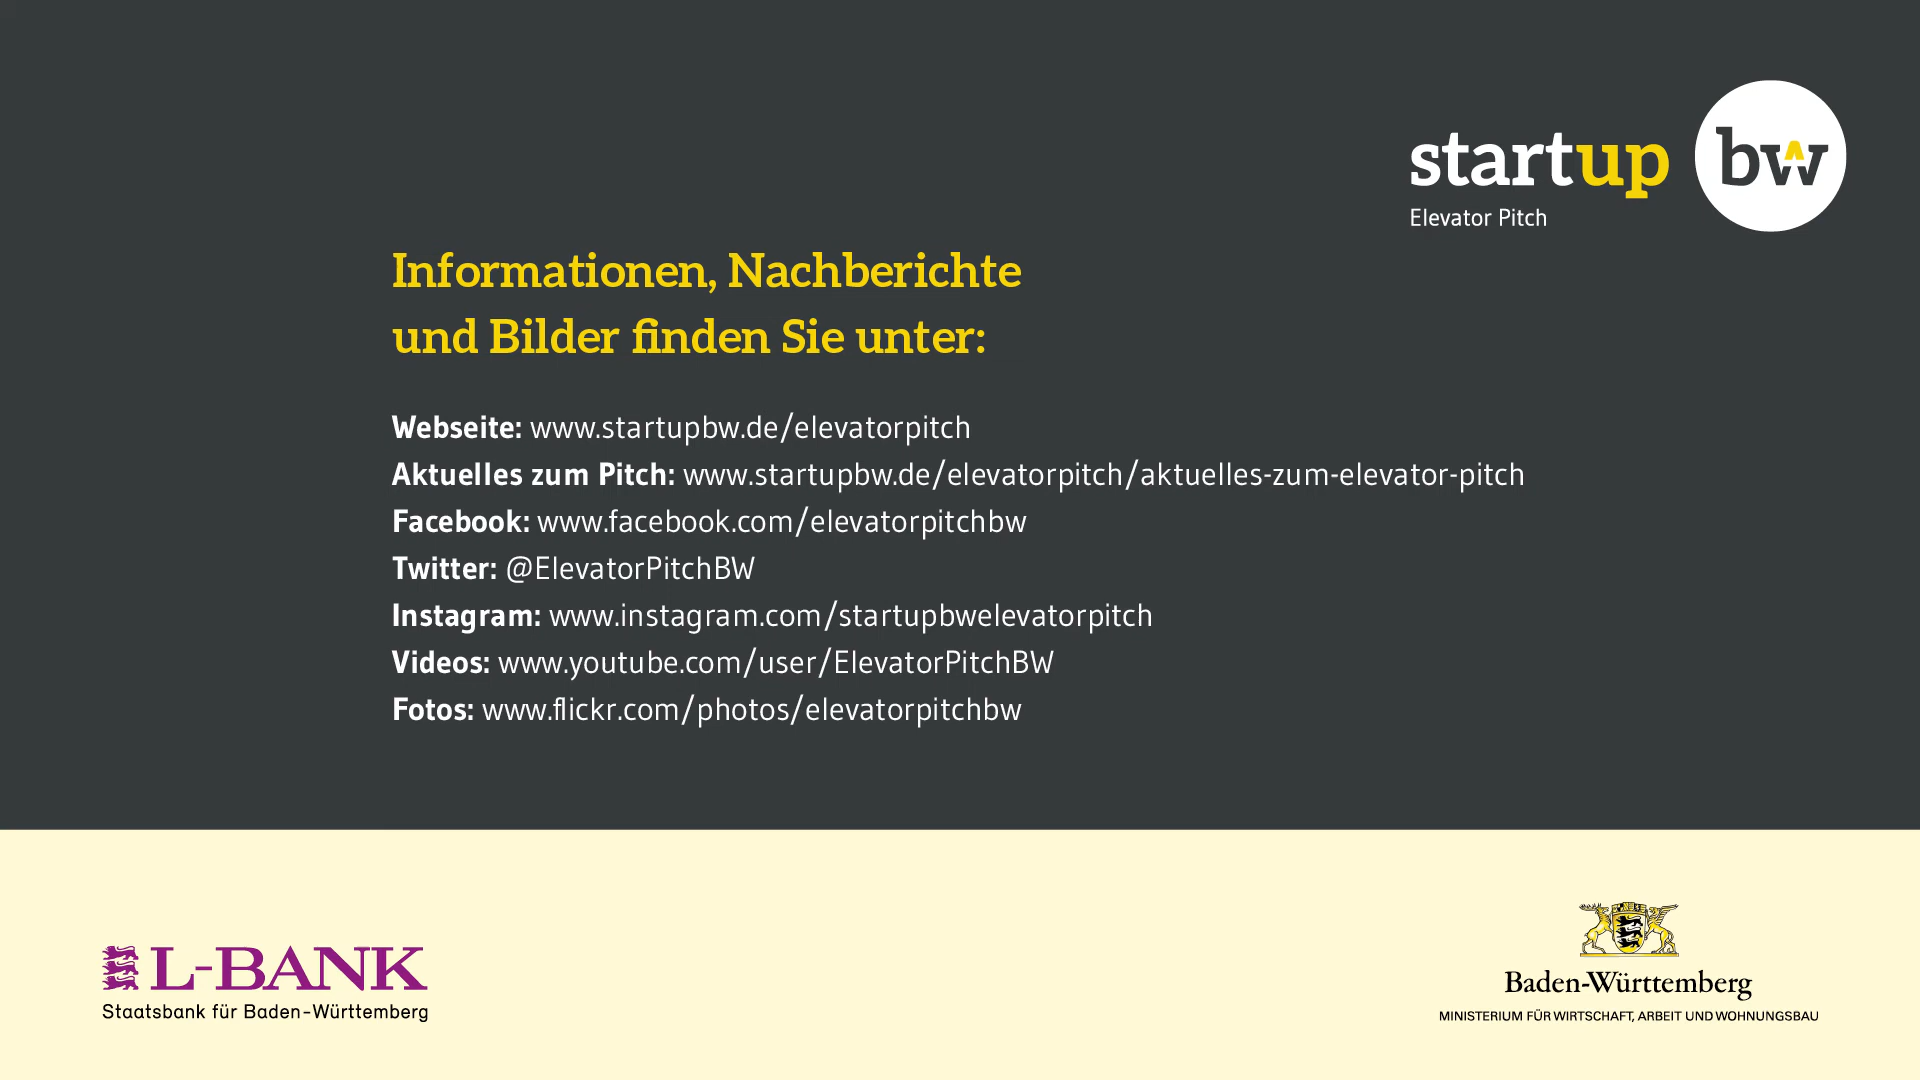 startup bw
Elevator Pitch
Informationen, Nachberichte
und Bilder finden Sie unter:
Webseite: www.startupbw.de/elevatorpitch
Aktuelles zum Pitch: www.startupbw.de/elevatorpitch/aktuelles-zum-elevator-pitch
Facebook: www.facebook.com/elevatorpitchbw
Twitter: @ElevatorPitchBW
Instagram: www.instagram.com/startupbwelevatorpitch
Videos: www.youtube.com/user/ElevatorPitchBW
Fotos: www.flickr.com/photos/elevatorpitchbw
L-BANK
Staatsbank für Baden-Württemberg
Baden-Württemberg
MINISTERIUM FÜR WIRTSCHAFT, ARBEIT UND WOHNUNGSBAU